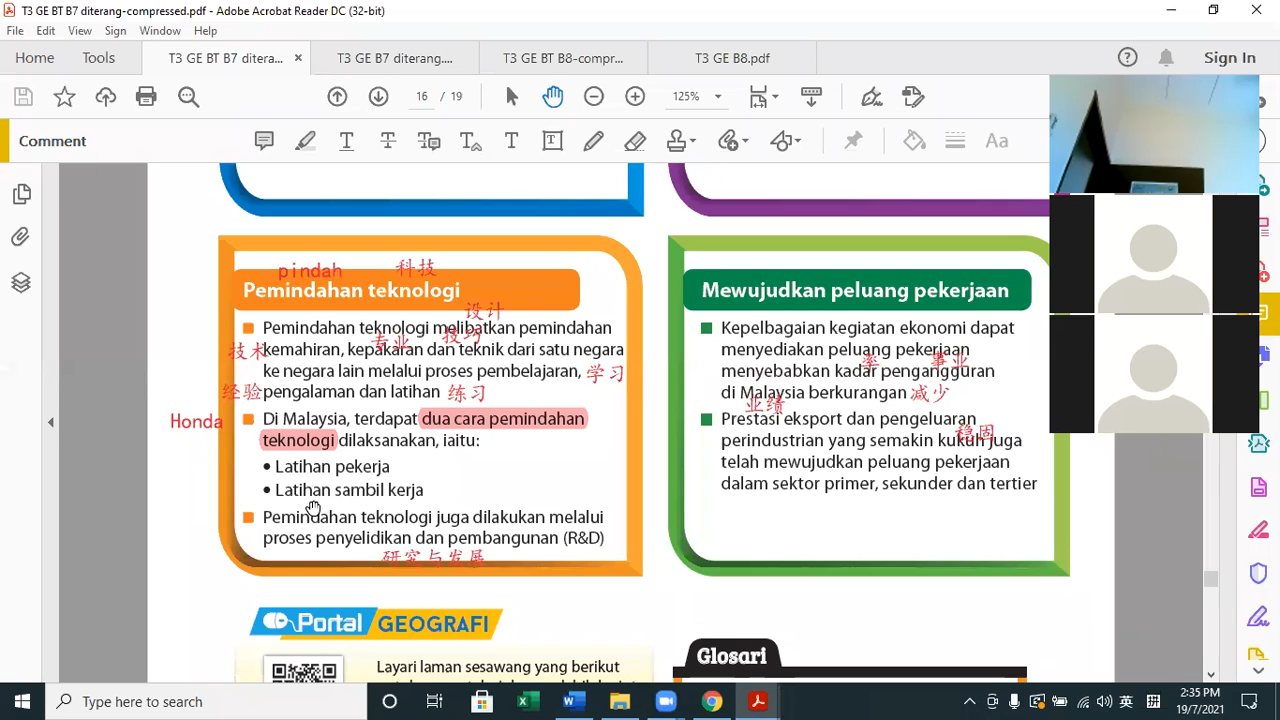 T3 GE BT B7 diterang-compressed.pdf - Adobe Acrobat Reader DC (32-bit)
File Edit View Sign Window Help
Home Tools T3 GE BT B7 ditera... × T3 GE B7 diterang.... T3 GE BT B8-compr... T3 GE B8.pdf Sign In
16 / 19 125%
Comment Aa
pindah 科技
Pemindahan teknologi
设计
Pemindahan teknologi melibatkan pemindahan
专业 技巧
技术 kemahiran, kepakaran dan teknik dari satu negara
ke negara lain melalui proses pembelajaran, 学习
经验 pengalaman dan latihan 练习
Honda Di Malaysia, terdapat dua cara pemindahan
teknologi dilaksanakan, iaitu:
• Latihan pekerja
• Latihan sambil kerja
Pemindahan teknologi juga dilakukan melalui
proses penyelidikan dan pembangunan (R&D)
研究与发展
Mewujudkan peluang pekerjaan
Kepelbagaian kegiatan ekonomi dapat
menyediakan peluang pekerjaan
率 事业
menyebabkan kadar pengangguran
di Malaysia berkurangan 减少
业绩
Prestasi eksport dan pengeluaran
稳固
perindustrian yang semakin kukuh juga
telah mewujudkan peluang pekerjaan
dalam sektor primer, sekunder dan tertier
Portal GEOGRAFI
Layari laman sesawang yang berikut
Glosari
Type here to search
英 拼 2:35 PM
19/7/2021